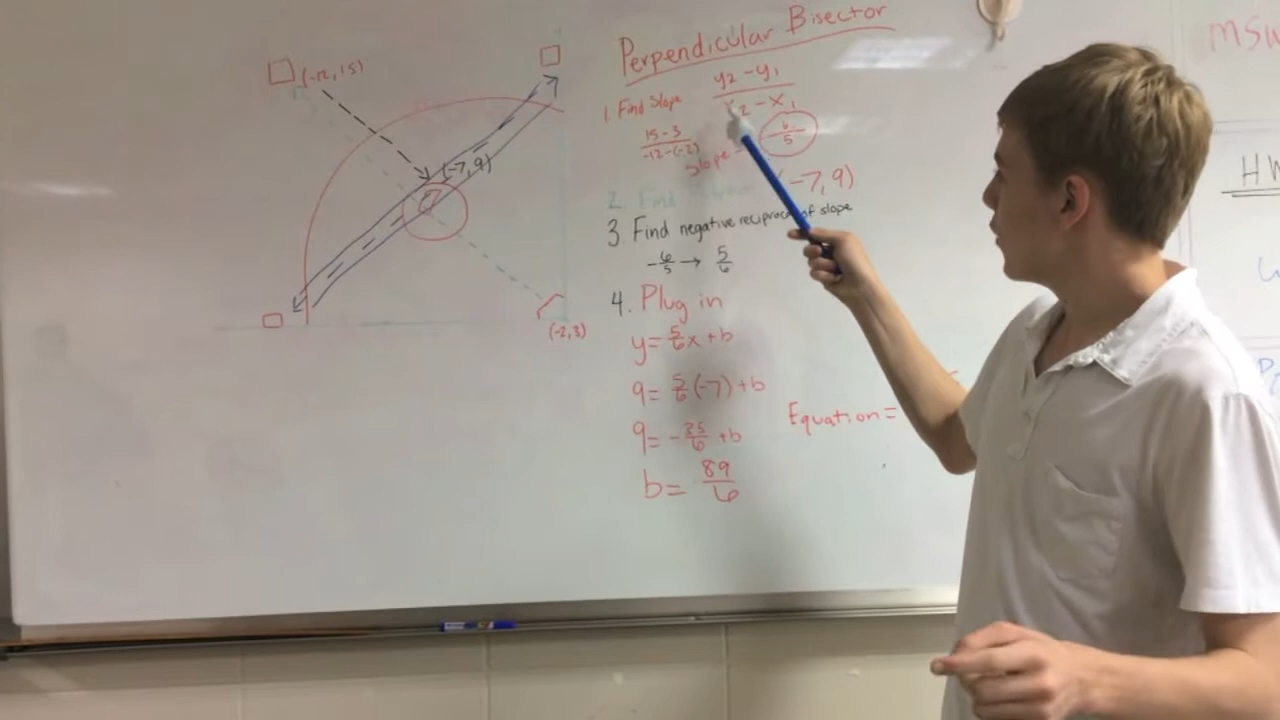 Perpendicular Bisector
1 Find Slope
y2 - y1
x2 - x1
15 - 3
-12 - (-2)
slope
6
5
(-12, 15)
(-7, 9)
(-2, 3)
2. Find
-7, 9)
3. Find negative reciprocal of slope
-6/5 → 5/6
4. Plug in
y = 5/6 x + b
9 = 5/6 (-7) + b
9 = -35/6 + b
b = 89/6
Equation =
MSW
HW